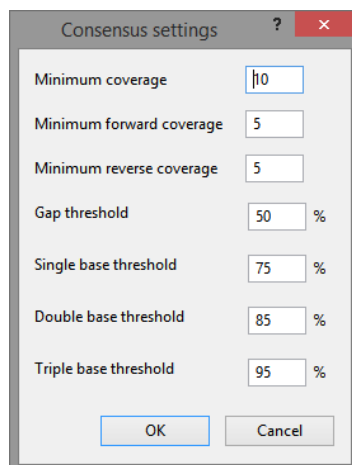 Consensus settings ? ×
Minimum coverage 10
Minimum forward coverage 5
Minimum reverse coverage 5
Gap threshold 50 %
Single base threshold 75 %
Double base threshold 85 %
Triple base threshold 95 %
OK Cancel